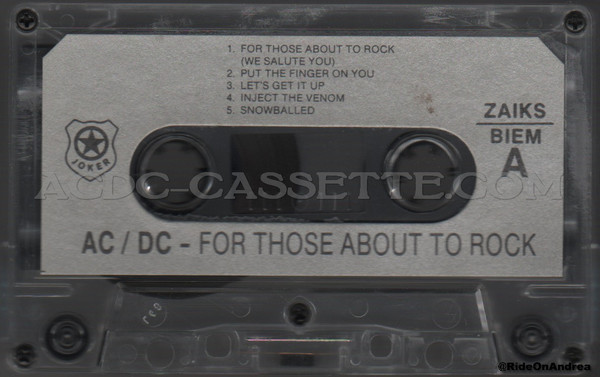 1. FOR THOSE ABOUT TO ROCK
(WE SALUTE YOU)
2. PUT THE FINGER ON YOU
3. LET'S GET IT UP
4. INJECT THE VENOM
5. SNOWBALLED
ZAIKS
BIEM
A
JOKER
ACDC-CASSETTE.COM
AC / DC - FOR THOSE ABOUT TO ROCK
@RideOnAndrea